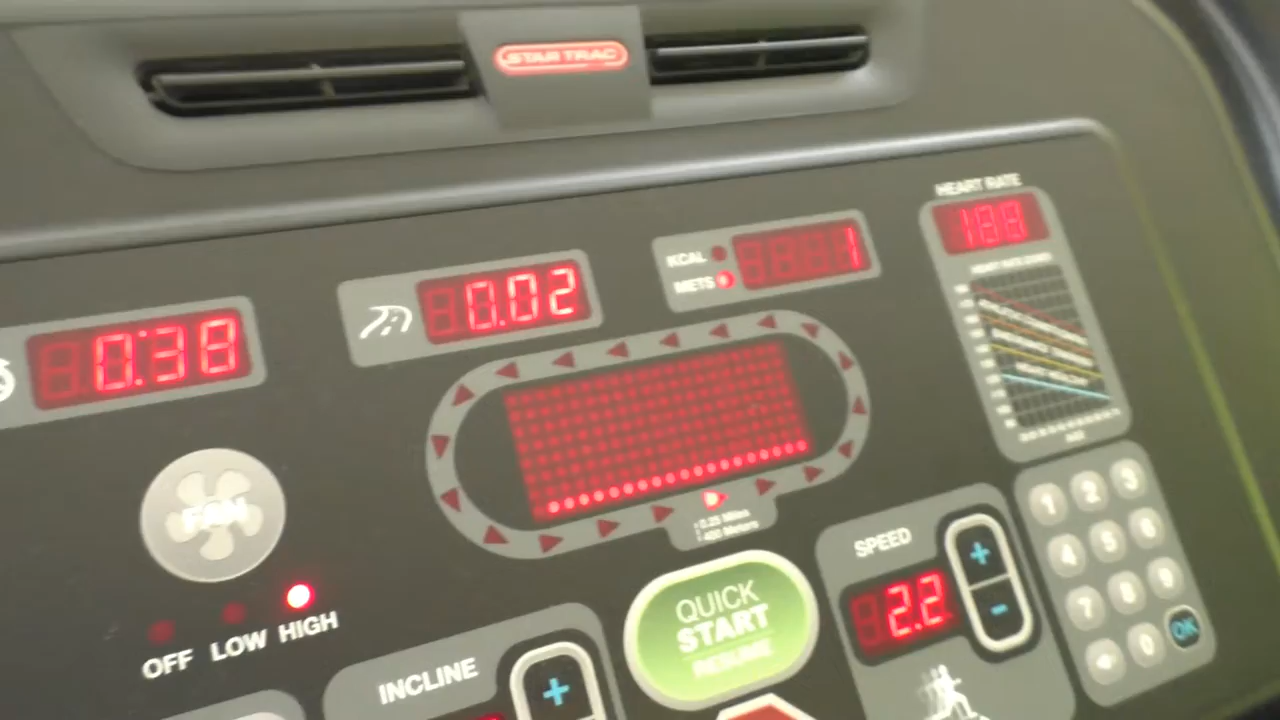 STAR TRAC
HEART RATE
188
KCAL
METS
1
0.02
0:38
FAN
OFF LOW HIGH
0.25 Miles
400 Meters
QUICK
START
RESUME
SPEED
2.2
+
-
INCLINE
+
1 2 3
4 5 6
7 8 9
0 OK